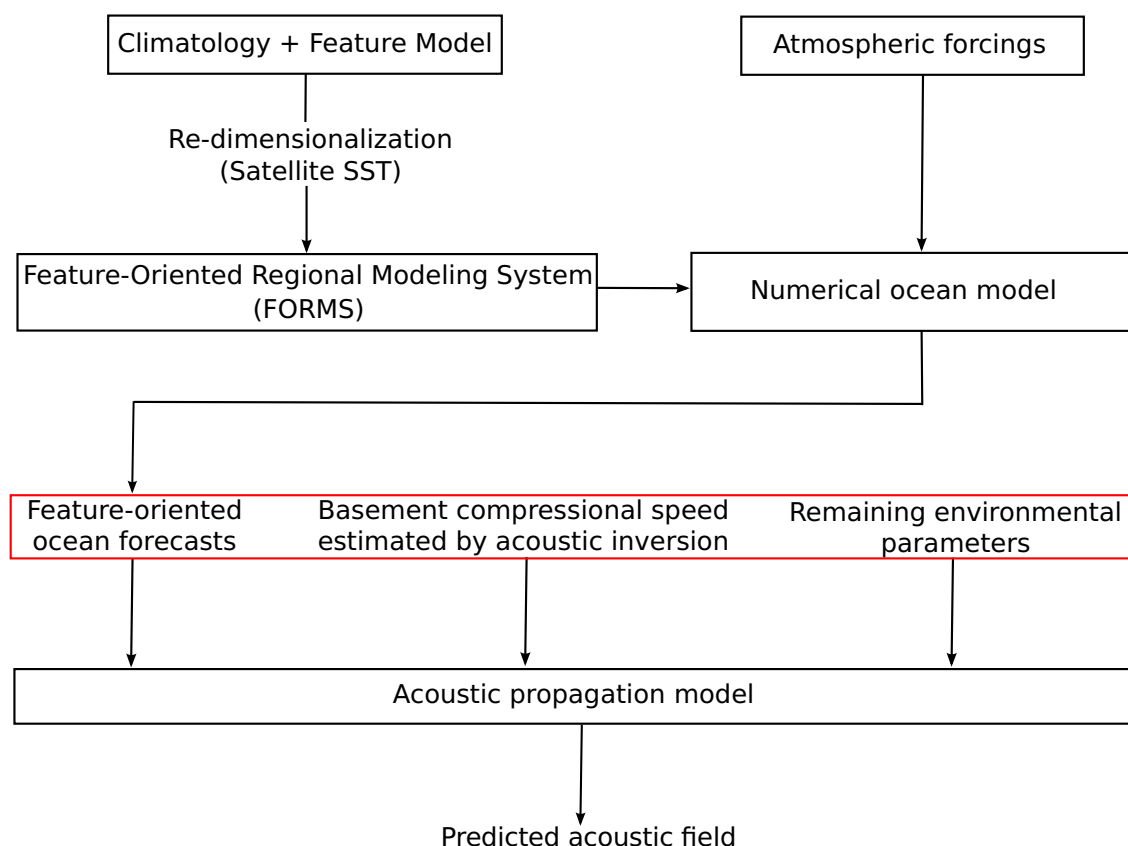 Climatology + Feature Model
Atmospheric forcings
Re-dimensionalization
(Satellite SST)
Feature-Oriented Regional Modeling System
(FORMS)
Numerical ocean model
Feature-oriented
ocean forecasts
Basement compressional speed
estimated by acoustic inversion
Remaining environmental
parameters
Acoustic propagation model
Predicted acoustic field